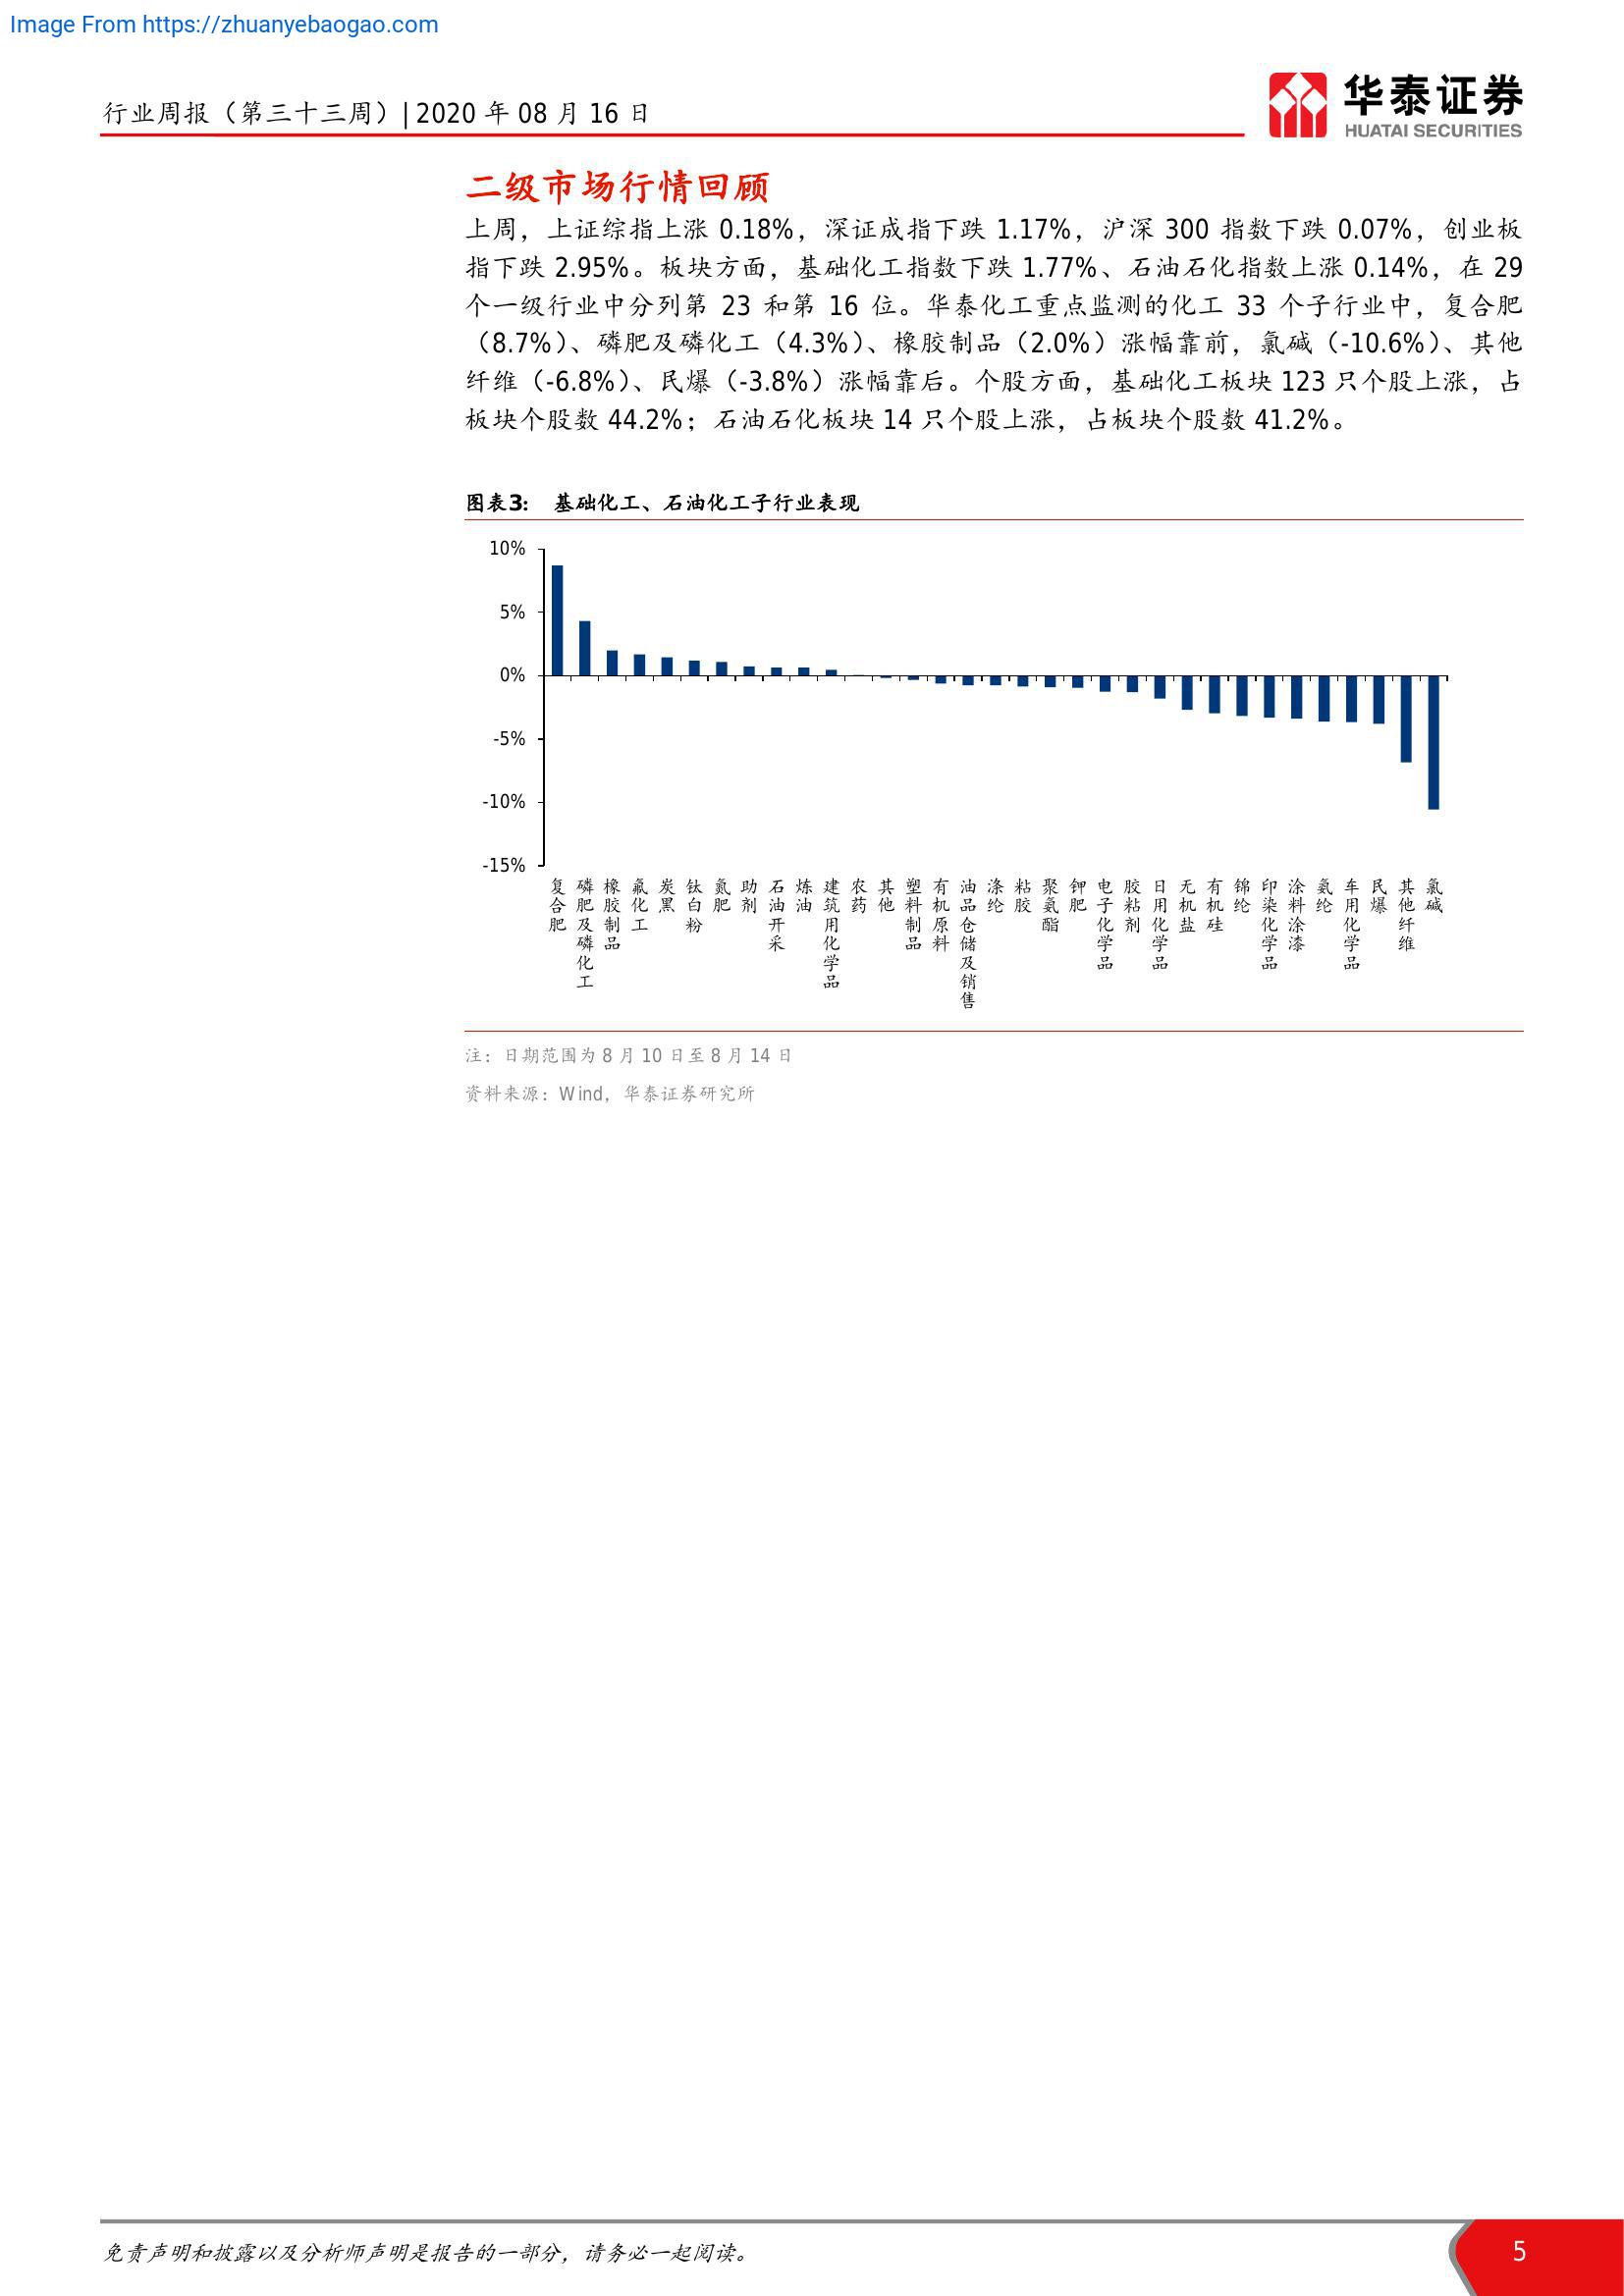 Image From https://zhuanyebaogao.com
行业周报（第三十三周）| 2020 年 08 月 16 日
华泰证券
HUATAI SECURITIES
二级市场行情回顾
上周，上证综指上涨 0.18%，深证成指下跌 1.17%，沪深 300 指数下跌 0.07%，创业板
指下跌 2.95%。板块方面，基础化工指数下跌 1.77%、石油石化指数上涨 0.14%，在 29
个一级行业中分列第 23 和第 16 位。华泰化工重点监测的化工 33 个子行业中，复合肥
（8.7%）、磷肥及磷化工（4.3%）、橡胶制品（2.0%）涨幅靠前，氯碱（-10.6%）、其他
纤维（-6.8%）、民爆（-3.8%）涨幅靠后。个股方面，基础化工板块 123 只个股上涨，占
板块个股数 44.2%；石油石化板块 14 只个股上涨，占板块个股数 41.2%。
图表3： 基础化工、石油化工子行业表现
10%
5%
0%
-5%
-10%
-15%
复合肥
磷肥及磷化工
橡胶制品
氟化工
炭黑
钛白粉
氮肥
助剂
石油开采
炼油
建筑用化学品
农药
其他
塑料制品
有机原料
油品仓储及销售
涤纶
粘胶
聚氨酯
钾肥
电子化学品
胶粘剂
日用化学品
无机盐
有机硅
锦纶
印染化学品
涂料涂漆
氨纶
车用化学品
民爆
其他纤维
氯碱
注：日期范围为 8 月 10 日至 8 月 14 日
资料来源：Wind，华泰证券研究所
免责声明和披露以及分析师声明是报告的一部分，请务必一起阅读。
5